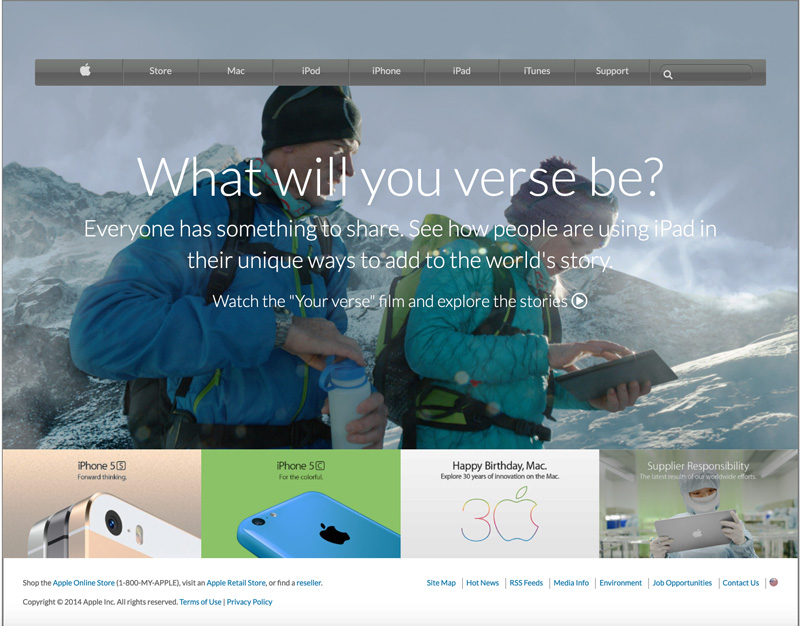 Store Mac iPod iPhone iPad iTunes Support
What will you verse be?
Everyone has something to share. See how people are using iPad in
their unique ways to add to the world's story.
Watch the "Your verse" film and explore the stories
iPhone 5S
Forward thinking.
iPhone 5C
For the colorful.
Happy Birthday, Mac.
Explore 30 years of innovation on the Mac.
30
Supplier Responsibility
The latest results of our worldwide efforts.
Shop the Apple Online Store (1-800-MY-APPLE), visit an Apple Retail Store, or find a reseller.
Site Map | Hot News | RSS Feeds | Media Info | Environment | Job Opportunities | Contact Us |
Copyright © 2014 Apple Inc. All rights reserved. Terms of Use | Privacy Policy